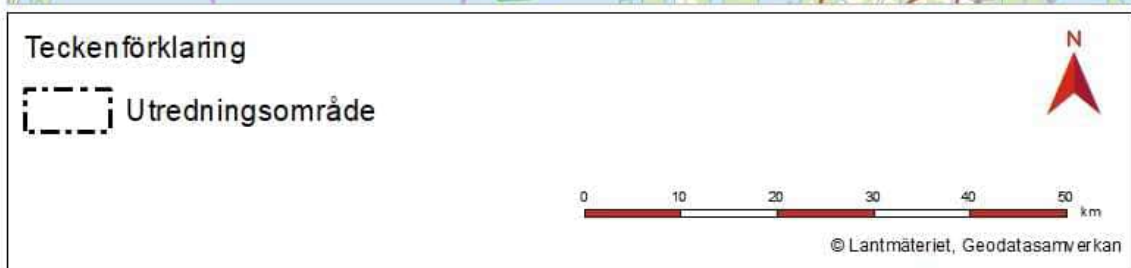 Teckenförklaring
N
Utredningsområde
0 10 20 30 40 50
km
© Lantmäteriet, Geodatasamverkan